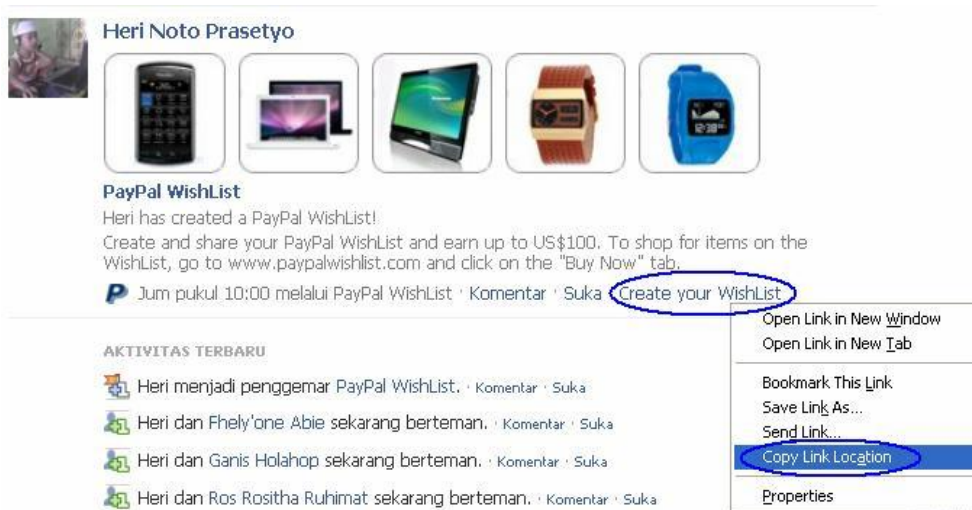 Heri Noto Prasetyo
12:38
PayPal WishList
Heri has created a PayPal WishList!
Create and share your PayPal WishList and earn up to US$100. To shop for items on the
WishList, go to www.paypalwishlist.com and click on the "Buy Now" tab.
Jum pukul 10:00 melalui PayPal WishList · Komentar · Suka · Create your WishList
Open Link in New Window
Open Link in New Tab
AKTIVITAS TERBARU
Bookmark This Link
Heri menjadi penggemar PayPal WishList. · Komentar · Suka
Save Link As...
Heri dan Fhely'one Abie sekarang berteman. · Komentar · Suka
Send Link...
Copy Link Location
Heri dan Ganis Holahop sekarang berteman. · Komentar · Suka
Properties
Heri dan Ros Rositha Ruhimat sekarang berteman. · Komentar · Suka